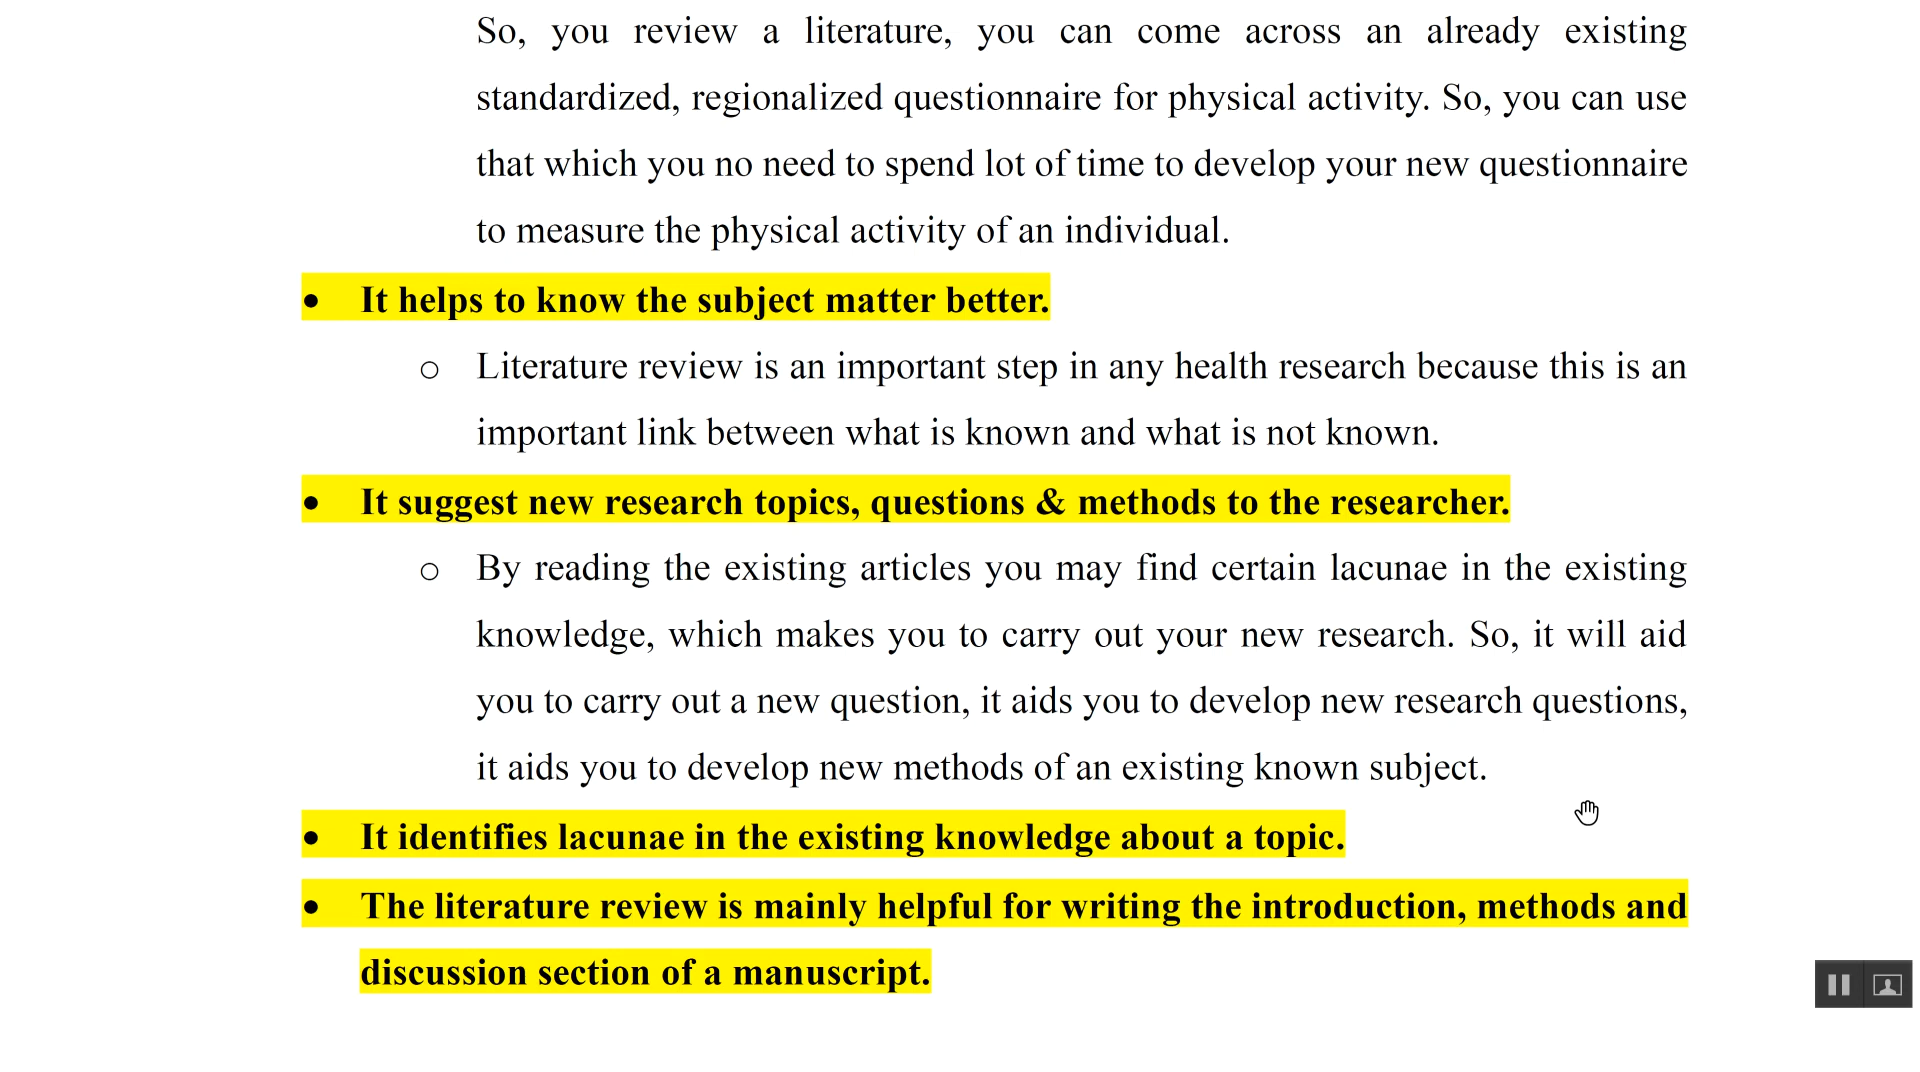 So, you review a literature, you can come across an already existing
standardized, regionalized questionnaire for physical activity. So, you can use
that which you no need to spend lot of time to develop your new questionnaire
to measure the physical activity of an individual.
• It helps to know the subject matter better.
o Literature review is an important step in any health research because this is an
important link between what is known and what is not known.
• It suggest new research topics, questions & methods to the researcher.
o By reading the existing articles you may find certain lacunae in the existing
knowledge, which makes you to carry out your new research. So, it will aid
you to carry out a new question, it aids you to develop new research questions,
it aids you to develop new methods of an existing known subject.
• It identifies lacunae in the existing knowledge about a topic.
• The literature review is mainly helpful for writing the introduction, methods and
discussion section of a manuscript.